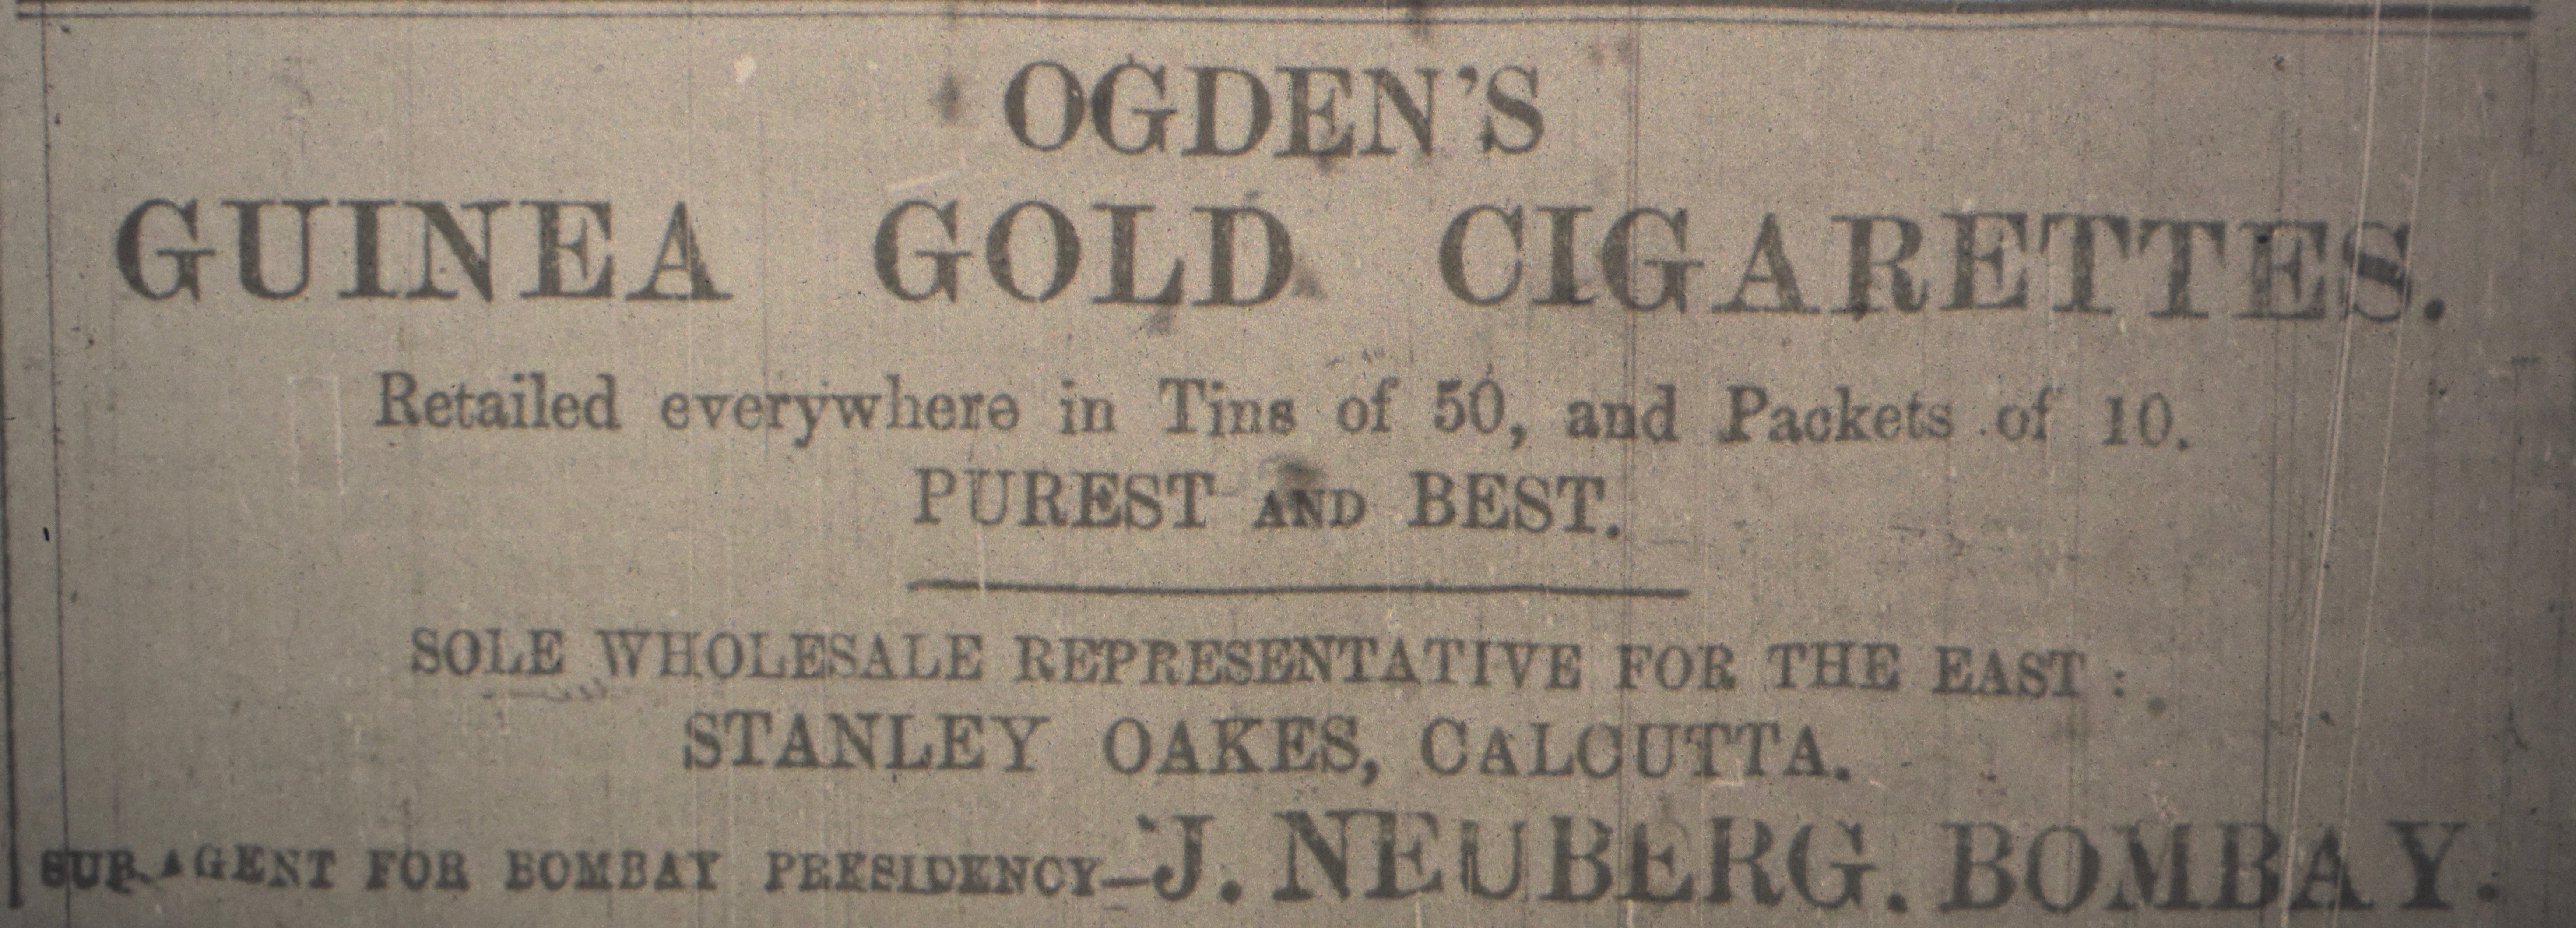 OGDEN'S
GUINEA GOLD CIGARETTES.
Retailed everywhere in Tins of 50, and Packets of 10.
PUREST AND BEST.
SOLE WHOLESALE REPRESENTATIVE FOR THE EAST :
STANLEY OAKES, CALCUTTA.
SUB-AGENT FOR BOMBAY PRESIDENCY—J. NEUBERG. BOMBAY.